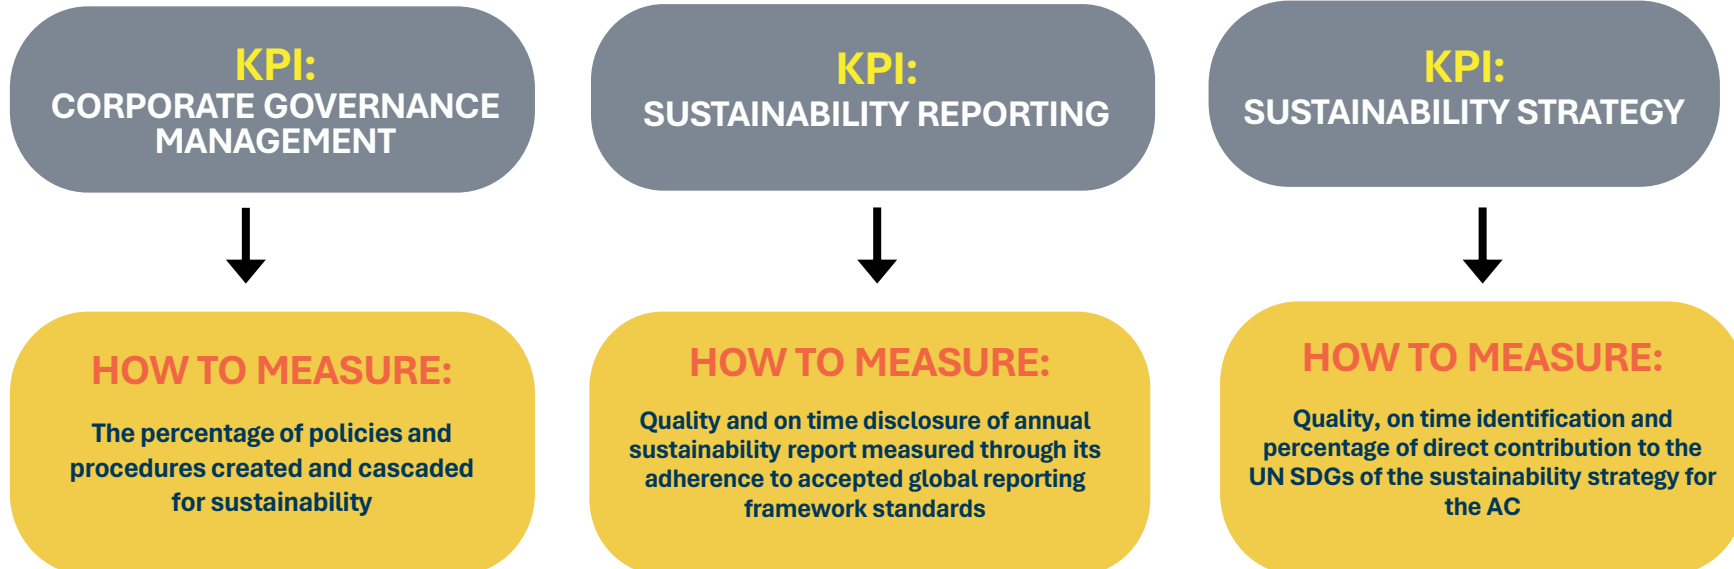 KPI:
CORPORATE GOVERNANCE
MANAGEMENT
HOW TO MEASURE:
The percentage of policies and
procedures created and cascaded
for sustainability
KPI:
SUSTAINABILITY REPORTING
HOW TO MEASURE:
Quality and on time disclosure of annual
sustainability report measured through its
adherence to accepted global reporting
framework standards
KPI:
SUSTAINABILITY STRATEGY
HOW TO MEASURE:
Quality, on time identification and
percentage of direct contribution to the
UN SDGs of the sustainability strategy for
the AC